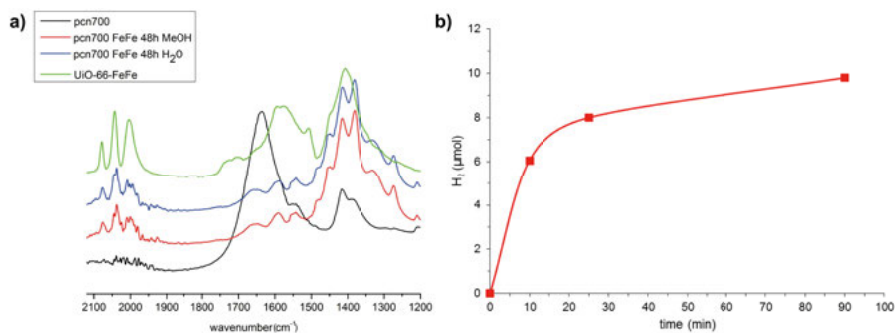 a)
pcn700
pcn700 FeFe 48h MeOH
pcn700 FeFe 48h H2O
UiO-66-FeFe
2100 2000 1900 1800 1700 1600 1500 1400 1300 1200
wavenumber(cm-1)
b)
12
10
8
6
4
2
0
H2 (µmol)
0 10 20 30 40 50 60 70 80 90 100
time (min)